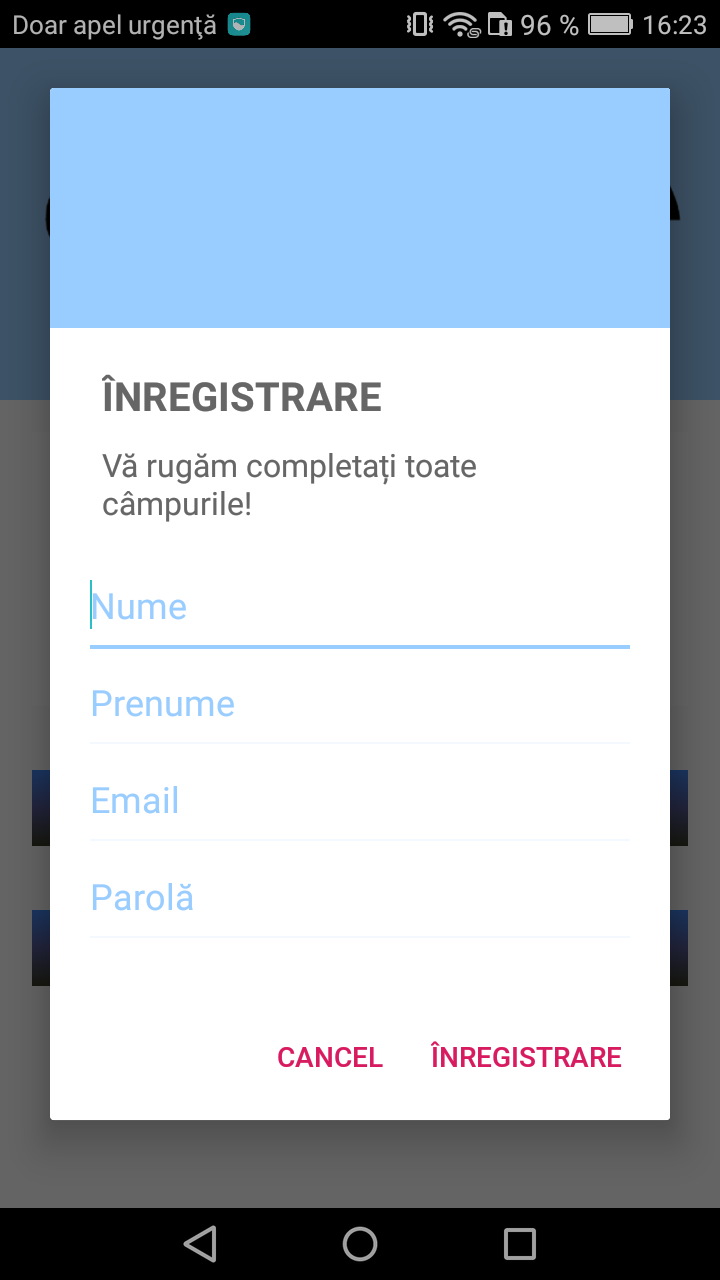 Doar apel urgenţă 96 % 16:23
ÎNREGISTRARE
Vă rugăm completați toate
câmpurile!
Nume
Prenume
Email
Parolă
CANCEL ÎNREGISTRARE